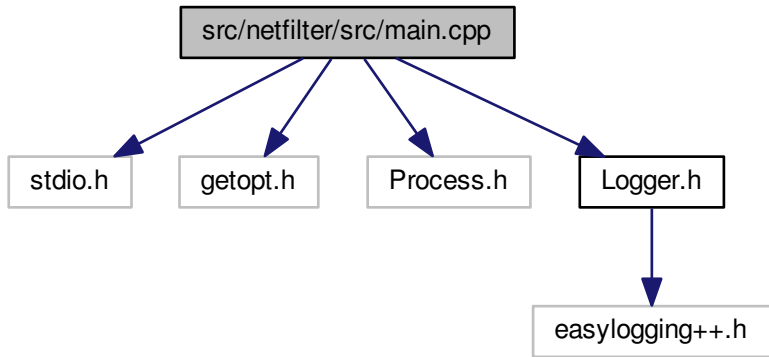 src/netfilter/src/main.cpp
stdio.h
getopt.h
Process.h
Logger.h
easylogging++.h